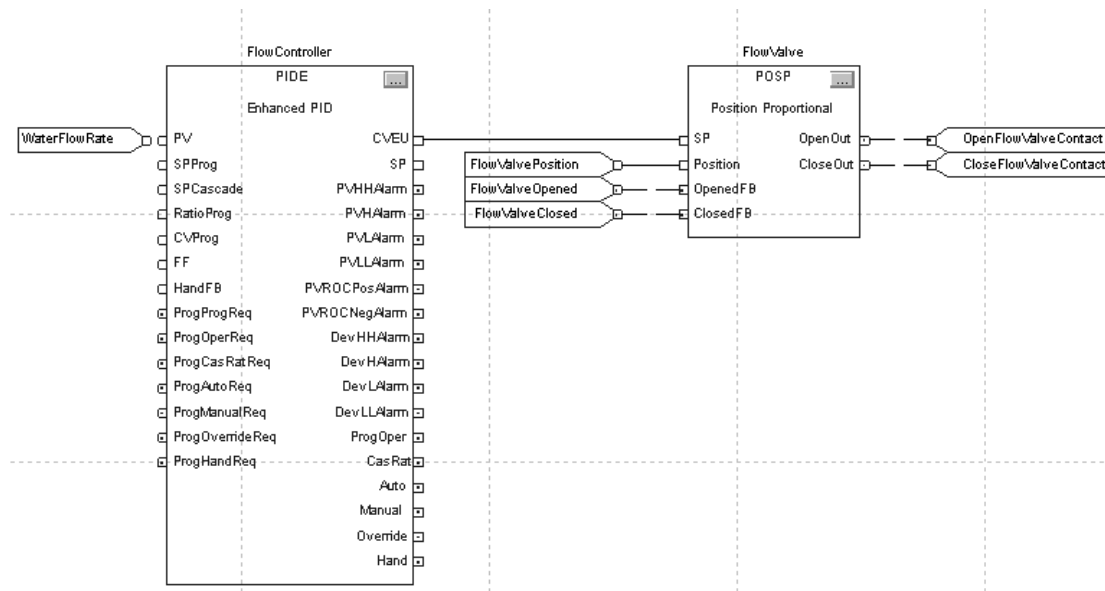 FlowController
PIDE
...
Enhanced PID
WaterFlowRate
PV
SPProg
SPCascade
RatioProg
CVProg
FF
HandFB
ProgProgReq
ProgOperReq
ProgCasRatReq
ProgAutoReq
ProgManualReq
ProgOverrideReq
ProgHandReq
CVEU
SP
PVHHAlarm
PVHAlarm
PVLAlarm
PVLLAlarm
PVROCPosAlarm
PVROCNegAlarm
DevHHAlarm
DevHAlarm
DevLAlarm
DevLLAlarm
ProgOper
CasRat
Auto
Manual
Override
Hand
FlowValve
POSP
...
Position Proportional
FlowValvePosition
FlowValveOpened
FlowValveClosed
SP
Position
OpenedFB
ClosedFB
OpenOut
CloseOut
OpenFlowValveContact
CloseFlowValveContact